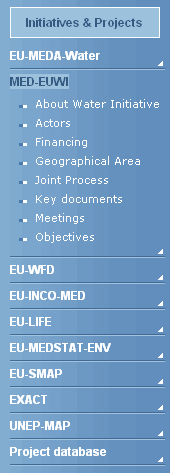 Initiatives & Projects
EU-MEDA-Water
MED-EUWI
About Water Initiative
Actors
Financing
Geographical Area
Joint Process
Key documents
Meetings
Objectives
EU-WFD
EU-INCO-MED
EU-LIFE
EU-MEDSTAT-ENV
EU-SMAP
EXACT
UNEP-MAP
Project database